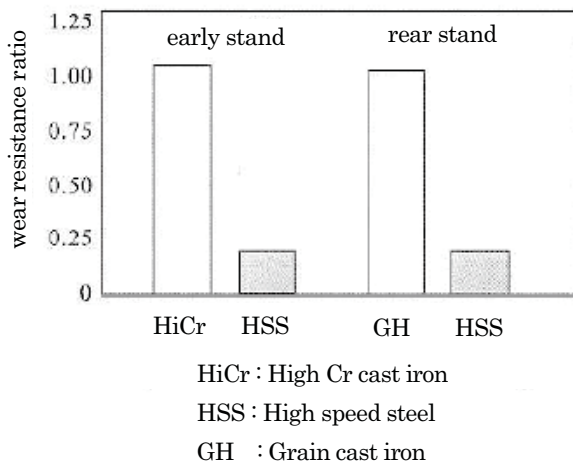 1.25
early stand
rear stand
1.00
0.75
0.50
0.25
0
wear resistance ratio
HiCr
HSS
GH
HSS
HiCr : High Cr cast iron
HSS : High speed steel
GH : Grain cast iron